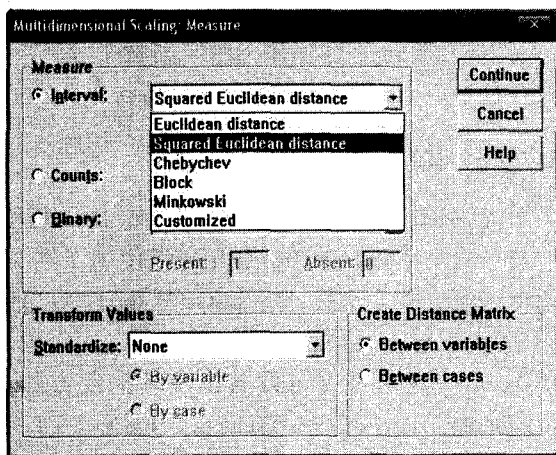 Multidimensional Scaling: Measure
Measure
Interval:
Squared Euclidean distance
Euclidean distance
Squared Euclidean distance
Chebychev
Block
Minkowski
Customized
Counts:
Binary:
Present: 1 Absent: 0
Continue
Cancel
Help
Transform Values
Standardize: None
By variable
By case
Create Distance Matrix
Between variables
Between cases